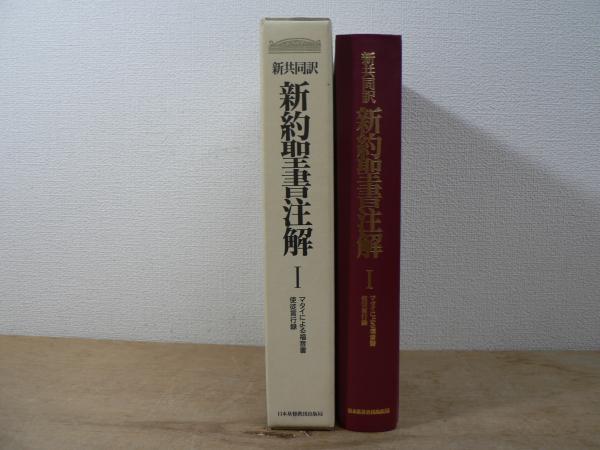 新共同訳
新約聖書注解
I
マタイによる福音書
使徒言行録
日本基督教団出版局
新共同訳
新約聖書注解
I
マタイによる福音書
使徒言行録
日本基督教団出版局